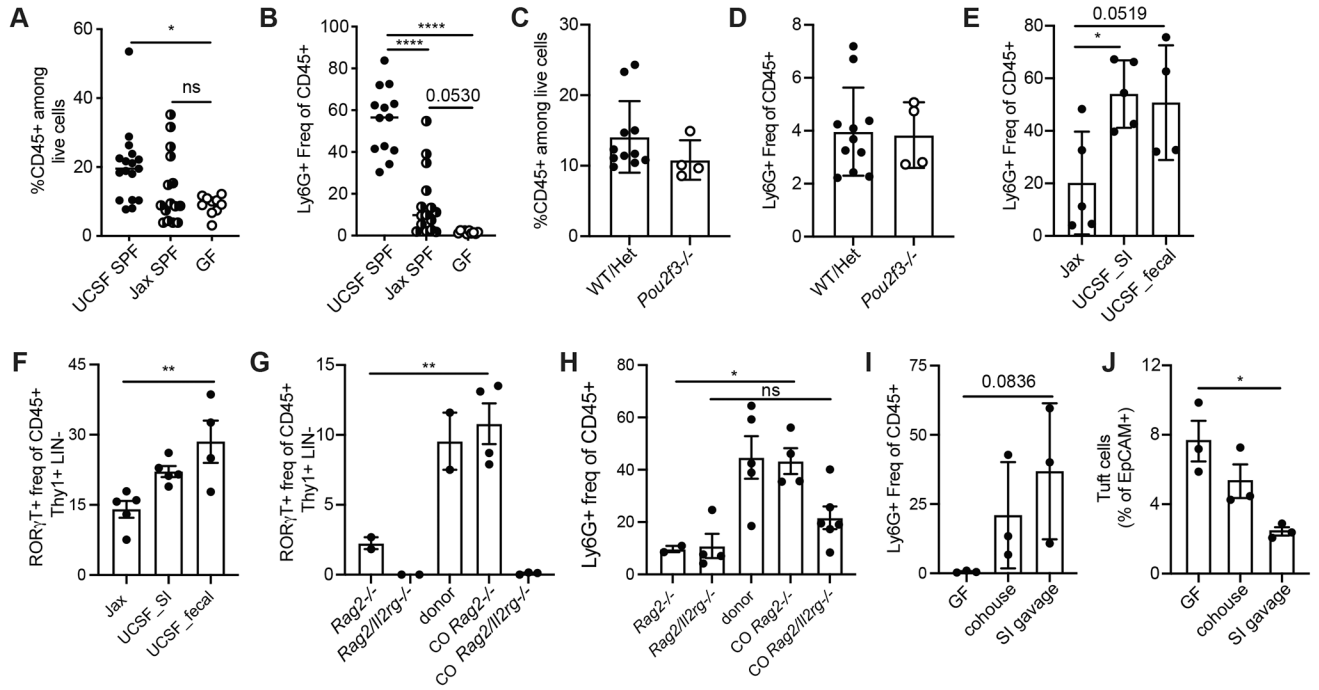 A
%CD45+ among
live cells
60
40
20
0
*
ns
UCSF SPF
Jax SPF
GF
B
Ly6G+ Freq of CD45+
100
80
60
40
20
0
****
****
0.0530
UCSF SPF
Jax SPF
GF
C
%CD45+ among live cells
30
20
10
0
WT/Het
Pou2f3-/-
D
Ly6G+ Freq of CD45+
8
6
4
2
0
WT/Het
Pou2f3-/-
E
Ly6G+ Freq of CD45+
80
60
40
20
0
0.0519
*
Jax
UCSF_SI
UCSF_fecal
F
RORγT+ freq of CD45+
Thy1+ LIN-
45
30
15
0
**
Jax
UCSF_SI
UCSF_fecal
G
RORγT+ freq of CD45+
Thy1+ LIN-
15
10
5
0
**
Rag2-/-
Rag2/Il2rg-/-
donor
CO Rag2-/-
CO Rag2/Il2rg-/-
H
Ly6G+ freq of CD45+
80
60
40
20
0
*
ns
Rag2-/-
Rag2/Il2rg-/-
donor
CO Rag2-/-
CO Rag2/Il2rg-/-
I
Ly6G+ Freq of CD45+
75
50
25
0
0.0836
GF
cohouse
SI gavage
J
Tuft cells
(% of EpCAM+)
12
8
4
0
*
GF
cohouse
SI gavage